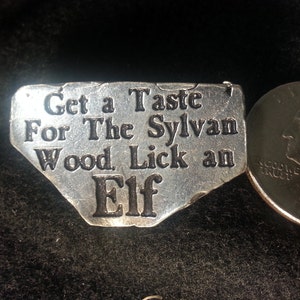 Get a Taste
For The Sylvan
Wood Lick an
Elf